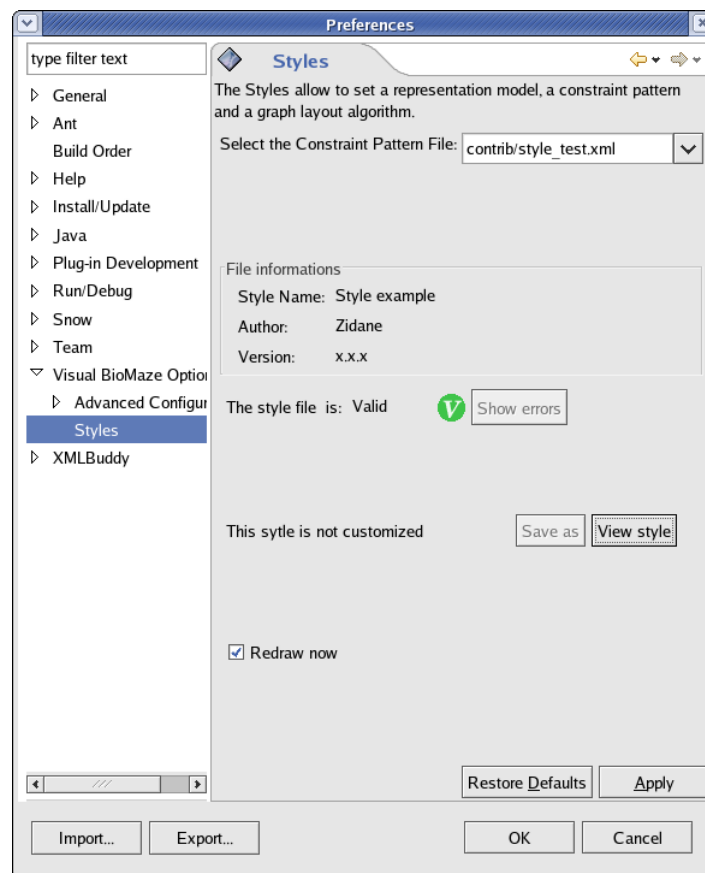 Preferences
type filter text
General
Ant
Build Order
Help
Install/Update
Java
Plug-in Development
Run/Debug
Snow
Team
Visual BioMaze Option
Advanced Configur
Styles
XMLBuddy
Styles
The Styles allow to set a representation model, a constraint pattern
and a graph layout algorithm.
Select the Constraint Pattern File: contrib/style_test.xml
File informations
Style Name: Style example
Author: Zidane
Version: x.x.x
The style file is: Valid V Show errors
This sytle is not customized Save as View style
Redraw now
Restore Defaults Apply
Import... Export... OK Cancel